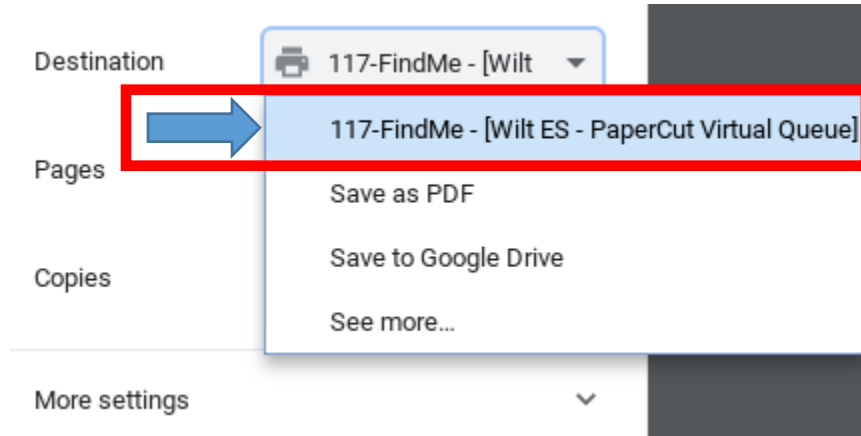 Destination
117-FindMe - [Wilt
117-FindMe - [Wilt ES - PaperCut Virtual Queue]
Pages
Save as PDF
Save to Google Drive
Copies
See more...
More settings